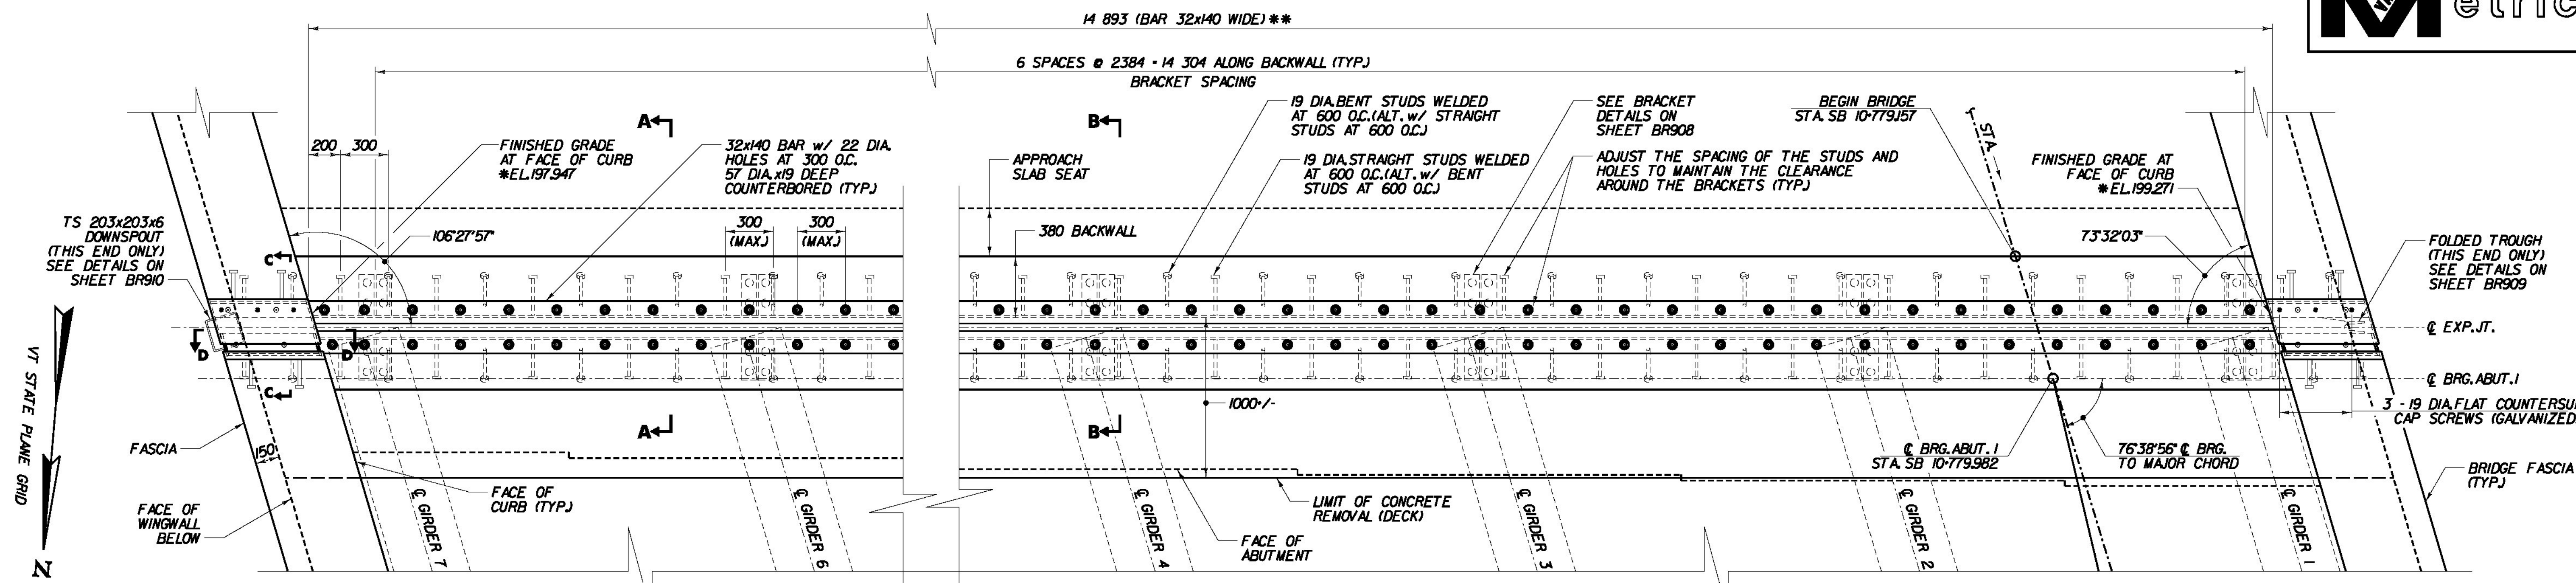 14 893 (BAR 32x140 WIDE) **
etric
6 SPACES @ 2384 = 14 304 ALONG BACKWALL (TYP.)
BRACKET SPACING
200
300
FINISHED GRADE
AT FACE OF CURB
*EL.197.947
A
32x140 BAR w/ 22 DIA.
HOLES AT 300 O.C.
57 DIA.x19 DEEP
COUNTERBORED (TYP.)
APPROACH
SLAB SEAT
B
19 DIA.BENT STUDS WELDED
AT 600 O.C.(ALT. w/ STRAIGHT
STUDS AT 600 O.C.)
19 DIA.STRAIGHT STUDS WELDED
AT 600 O.C.(ALT. w/ BENT
STUDS AT 600 O.C.)
SEE BRACKET
DETAILS ON
SHEET BR908
ADJUST THE SPACING OF THE STUDS AND
HOLES TO MAINTAIN THE CLEARANCE
AROUND THE BRACKETS (TYP.)
BEGIN BRIDGE
STA. SB 10+779.157
STA.
FINISHED GRADE AT
FACE OF CURB
*EL.199.271
TS 203x203x6
DOWNSPOUT
(THIS END ONLY)
SEE DETAILS ON
SHEET BR910
106°27'57"
300
(MAX.)
300
(MAX.)
380 BACKWALL
73°32'03"
FOLDED TROUGH
(THIS END ONLY)
SEE DETAILS ON
SHEET BR909
C
D
D
C
℄ EXP.JT.
℄ BRG.ABUT.1
3 - 19 DIA.FLAT COUNTERSU
CAP SCREWS (GALVANIZED
VT STATE PLANE GRID
N
FASCIA
150
FACE OF
WINGWALL
BELOW
FACE OF
CURB (TYP.)
A
B
1000+/-
℄ GIRDER 7
℄ GIRDER 6
℄ GIRDER 4
℄ GIRDER 3
℄ GIRDER 2
℄ GIRDER 1
FACE OF
ABUTMENT
LIMIT OF CONCRETE
REMOVAL (DECK)
℄ BRG.ABUT.1
STA. SB 10+779.982
76°38'56" ℄ BRG.
TO MAJOR CHORD
BRIDGE FASCIA
(TYP.)